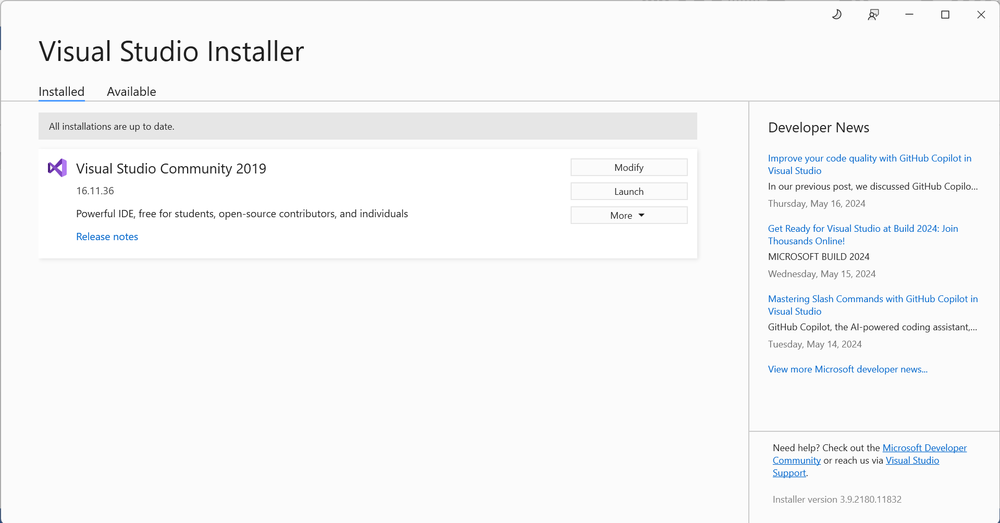 Visual Studio Installer
Installed
Available
All installations are up to date.
Visual Studio Community 2019
16.11.36
Powerful IDE, free for students, open-source contributors, and individuals
Release notes
Modify
Launch
More
Developer News
Improve your code quality with GitHub Copilot in
Visual Studio
In our previous post, we discussed GitHub Copilo...
Thursday, May 16, 2024
Get Ready for Visual Studio at Build 2024: Join
Thousands Online!
MICROSOFT BUILD 2024
Wednesday, May 15, 2024
Mastering Slash Commands with GitHub Copilot in
Visual Studio
GitHub Copilot, the AI-powered coding assistant,...
Tuesday, May 14, 2024
View more Microsoft developer news...
Need help? Check out the Microsoft Developer
Community or reach us via Visual Studio
Support.
Installer version 3.9.2180.11832